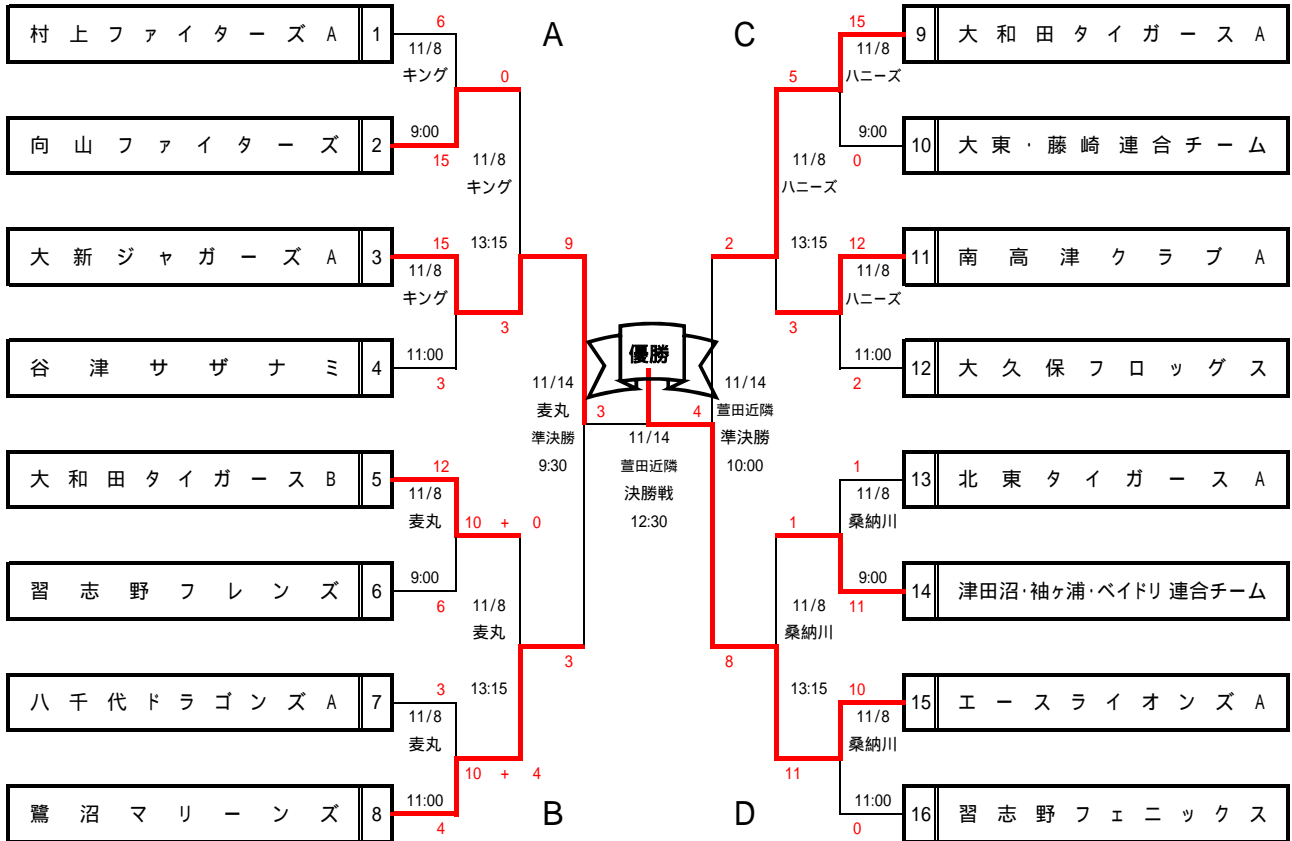 A
村上ファイターズA 1
6
11/8
キング
9:00
15
向山ファイターズ 2
0
11/8
キング
13:15
大新ジャガーズA 3
15
11/8
キング
11:00
3
谷津サザナミ 4
3
9
11/14
麦丸
準決勝
9:30
大和田タイガースB 5
12
11/8
麦丸
9:00
6
習志野フレンズ 6
10 + 0
11/8
麦丸
13:15
八千代ドラゴンズA 7
3
11/8
麦丸
11:00
4
鷺沼マリーンズ 8
10 + 4
3
B
優勝
3
4
11/14
萱田近隣
決勝戦
12:30
C
15
9 大和田タイガースA
11/8
ハニーズ
9:00
0
10 大東・藤崎連合チーム
5
11/8
ハニーズ
13:15
12
11 南高津クラブA
11/8
ハニーズ
11:00
2
12 大久保フロッグス
3
2
11/14
萱田近隣
準決勝
10:00
1
13 北東タイガースA
11/8
桑納川
9:00
11
14 津田沼・袖ヶ浦・ベイドリ連合チーム
1
11/8
桑納川
13:15
10
15 エースライオンズA
11/8
桑納川
11:00
0
16 習志野フェニックス
11
8
D